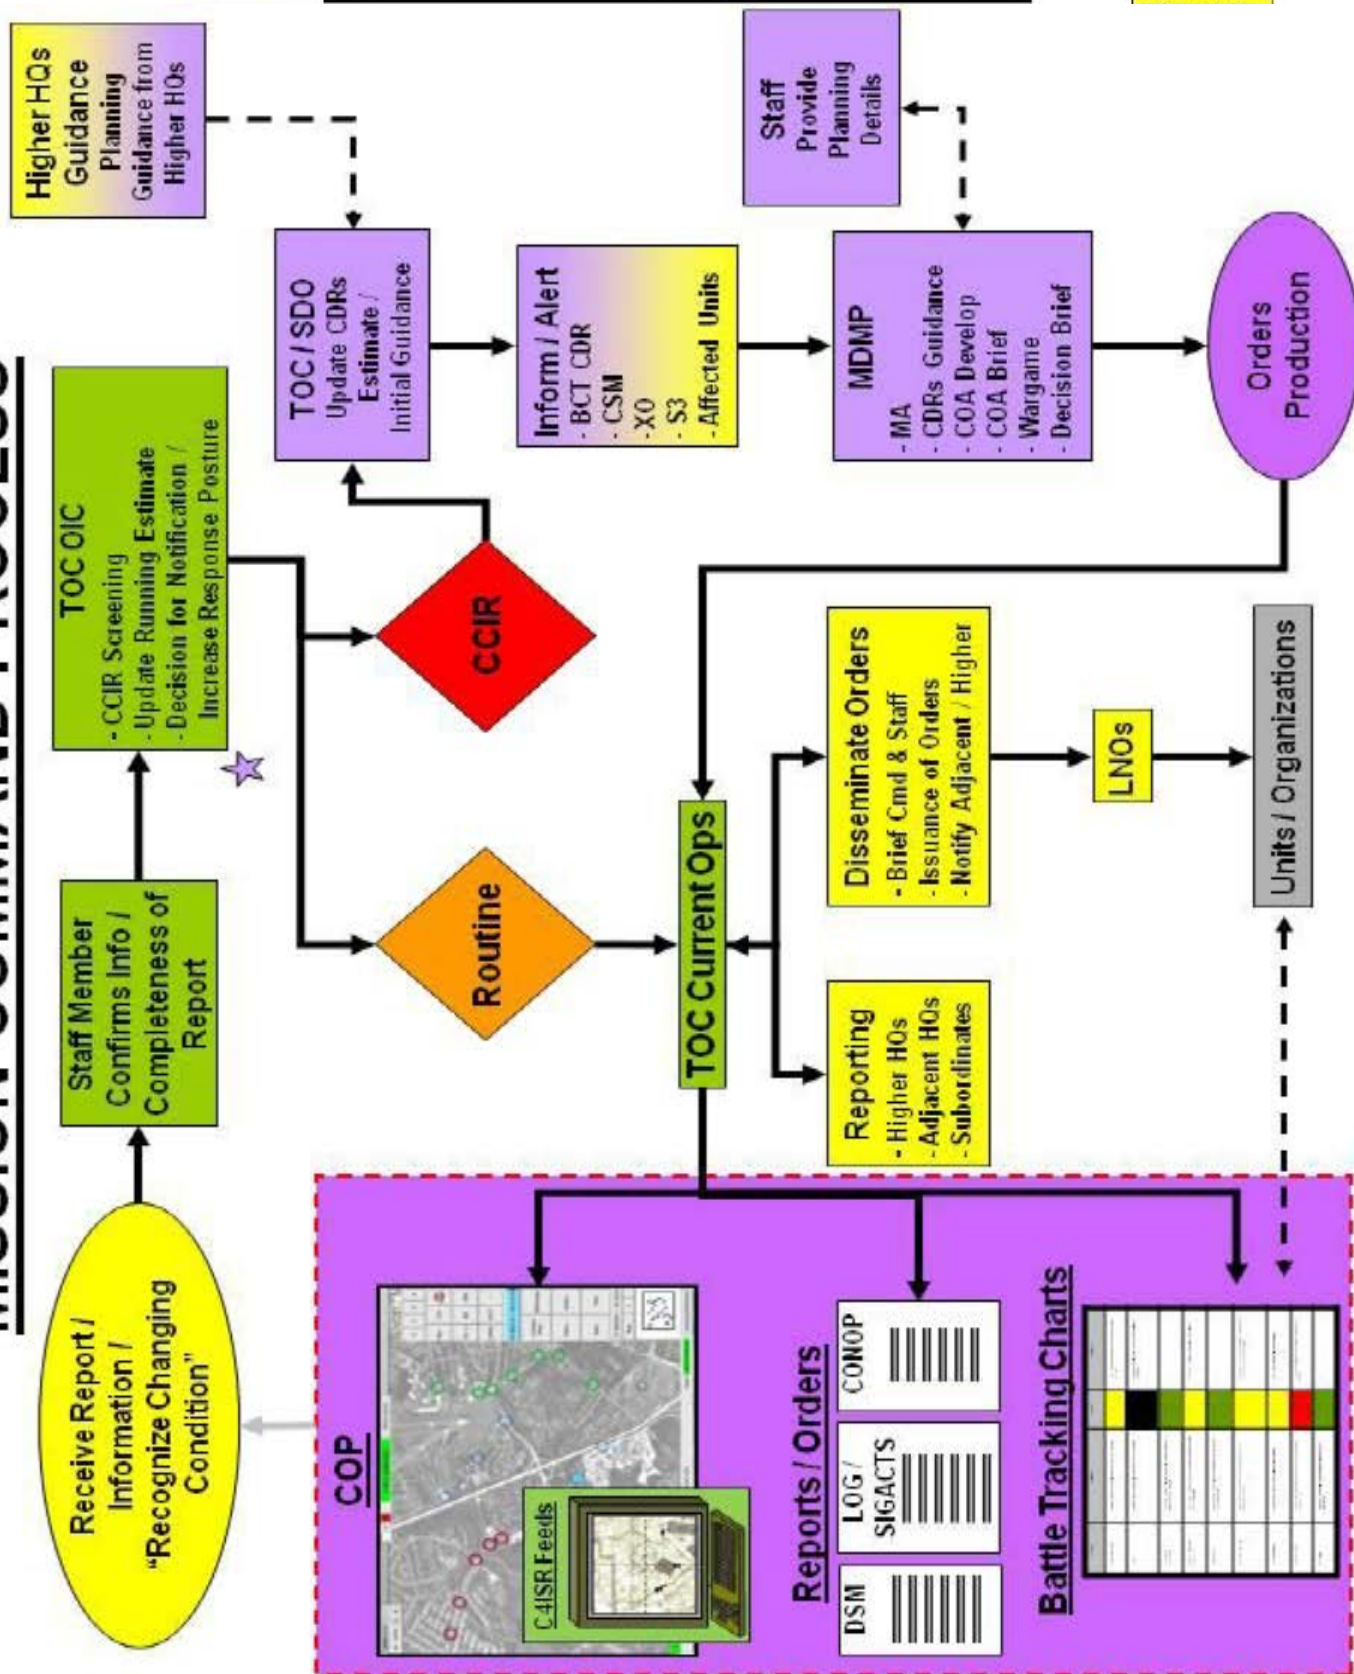 MISSION COMMAND PROCESS
Receive Report /
Information /
"Recognize Changing
Condition"
Staff Member
Confirms Info /
Completeness of
Report
TOC OIC
- CCIR Screening
- Update Running Estimate
- Decision for Notification /
Increase Response Posture
Higher HQs
Guidance
Planning
Guidance from
Higher HQs
Routine
CCIR
TOC / SDO
Update CDRs
Estimate /
Initial Guidance
Inform / Alert
- BCT CDR
- CSM
- XO
- S3
- Affected Units
Staff
Provide
Planning
Details
MDMP
- MA
- CDRs Guidance
- COA Develop
- COA Brief
- Wargame
- Decision Brief
Orders
Production
TOC Current Ops
Reporting
- Higher HQs
- Adjacent HQs
- Subordinates
Disseminate Orders
- Brief Cmd & Staff
- Issuance of Orders
- Notify Adjacent / Higher
LNOs
Units / Organizations
COP
C4ISR Feeds
Reports / Orders
DSM
LOG /
SIGACTS
CONOP
Battle Tracking Charts